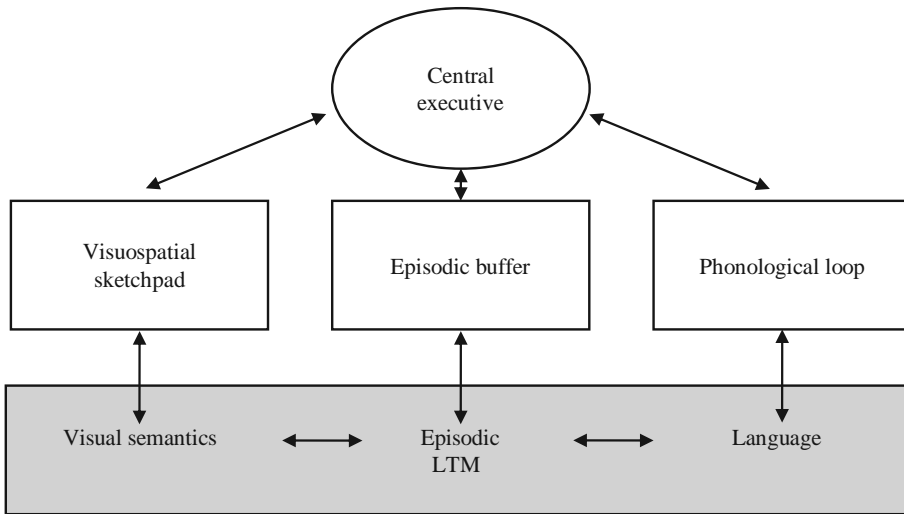 Central
executive
Visuospatial
sketchpad
Episodic buffer
Phonological loop
Visual semantics
Episodic
LTM
Language